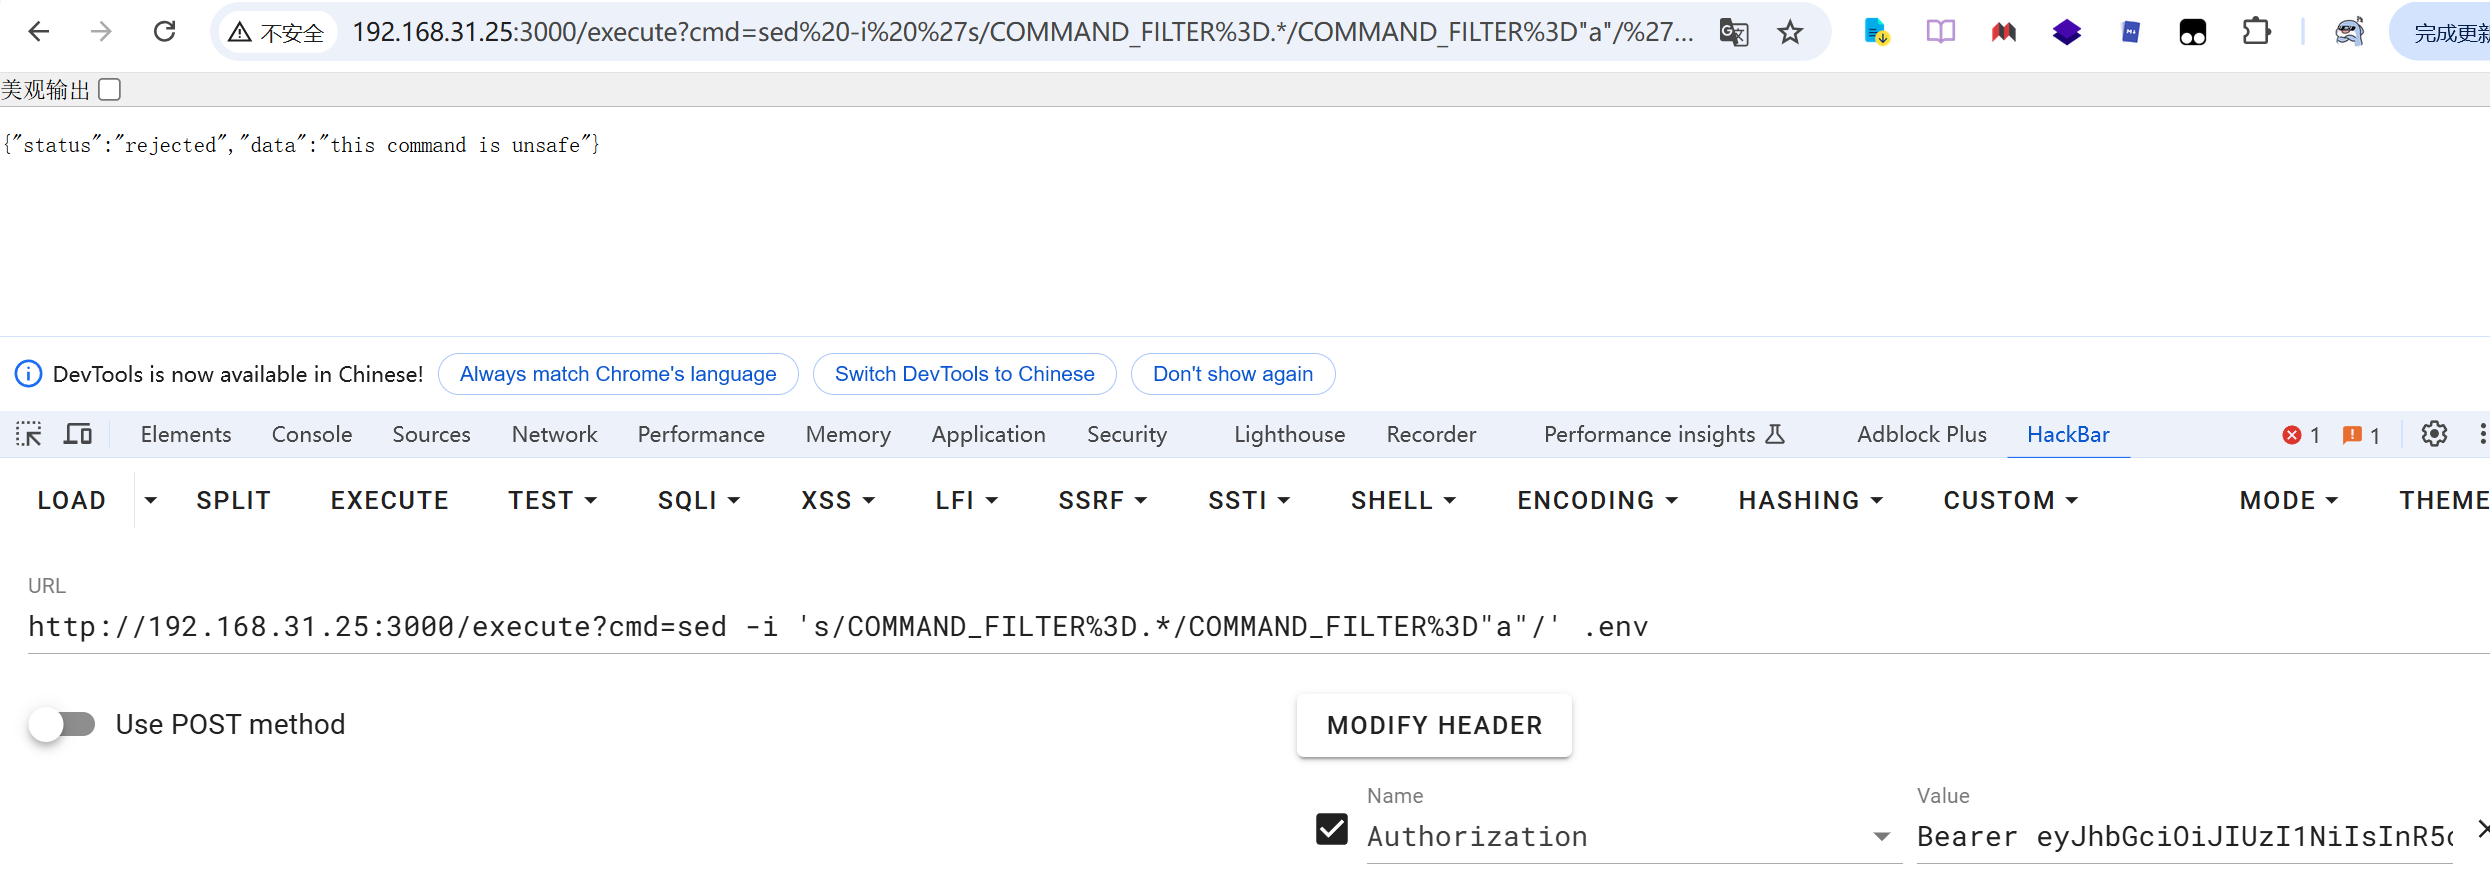 不安全 192.168.31.25:3000/execute?cmd=sed%20-i%20%27s/COMMAND_FILTER%3D.*/COMMAND_FILTER%3D"a"/%27... 完成更新
美观输出
{"status":"rejected","data":"this command is unsafe"}
DevTools is now available in Chinese! Always match Chrome's language Switch DevTools to Chinese Don't show again
Elements Console Sources Network Performance Memory Application Security Lighthouse Recorder Performance insights Adblock Plus HackBar 1 1
LOAD SPLIT EXECUTE TEST SQLI XSS LFI SSRF SSTI SHELL ENCODING HASHING CUSTOM MODE THEME
URL
http://192.168.31.25:3000/execute?cmd=sed -i 's/COMMAND_FILTER%3D.*/COMMAND_FILTER%3D"a"/' .env
Use POST method MODIFY HEADER
Name Value
Authorization Bearer eyJhbGciOiJIUzI1NiIsInR5c